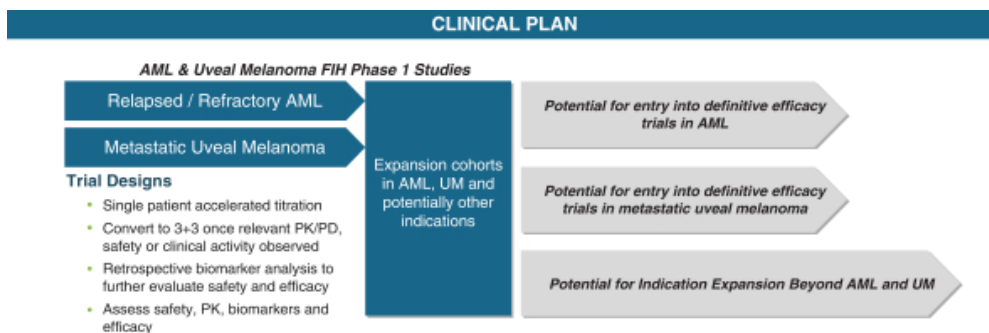 CLINICAL PLAN
AML & Uveal Melanoma FIH Phase 1 Studies
Relapsed / Refractory AML
Metastatic Uveal Melanoma
Trial Designs
• Single patient accelerated titration
• Convert to 3+3 once relevant PK/PD,
safety or clinical activity observed
• Retrospective biomarker analysis to
further evaluate safety and efficacy
• Assess safety, PK, biomarkers and
efficacy
Expansion cohorts
in AML, UM and
potentially other
indications
Potential for entry into definitive efficacy
trials in AML
Potential for entry into definitive efficacy
trials in metastatic uveal melanoma
Potential for Indication Expansion Beyond AML and UM